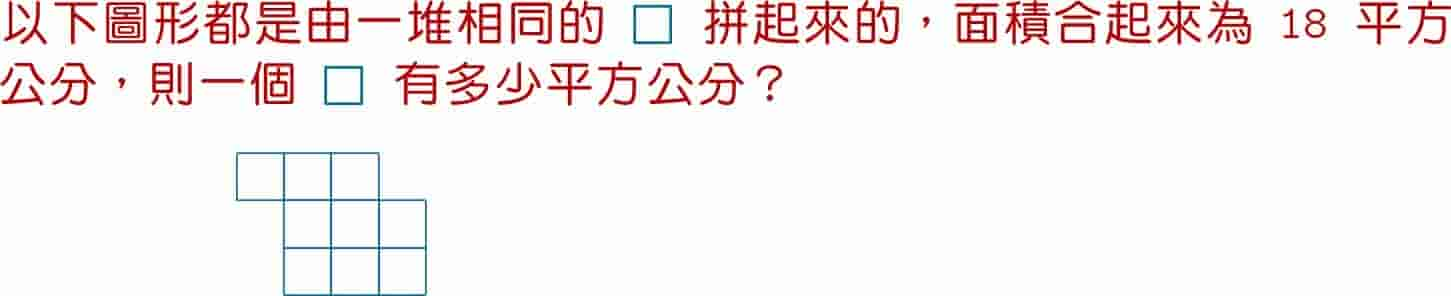 以下圖形都是由一堆相同的 □ 拼起來的，面積合起來為 18 平方
公分，則一個 □ 有多少平方公分？